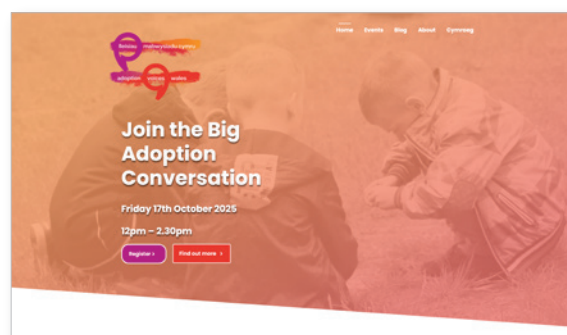 Home Events Blog About Cymraeg
lleisiau mabwysiadu cymru
adoption voices wales
Join the Big
Adoption
Conversation
Friday 17th October 2025
12pm – 2.30pm
Register >
Find out more >